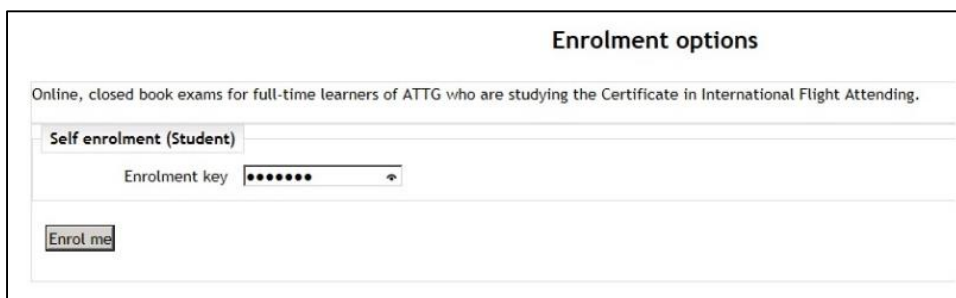 Enrolment options
Online, closed book exams for full-time learners of ATTG who are studying the Certificate in International Flight Attending.
Self enrolment (Student)
Enrolment key •••••••
Enrol me